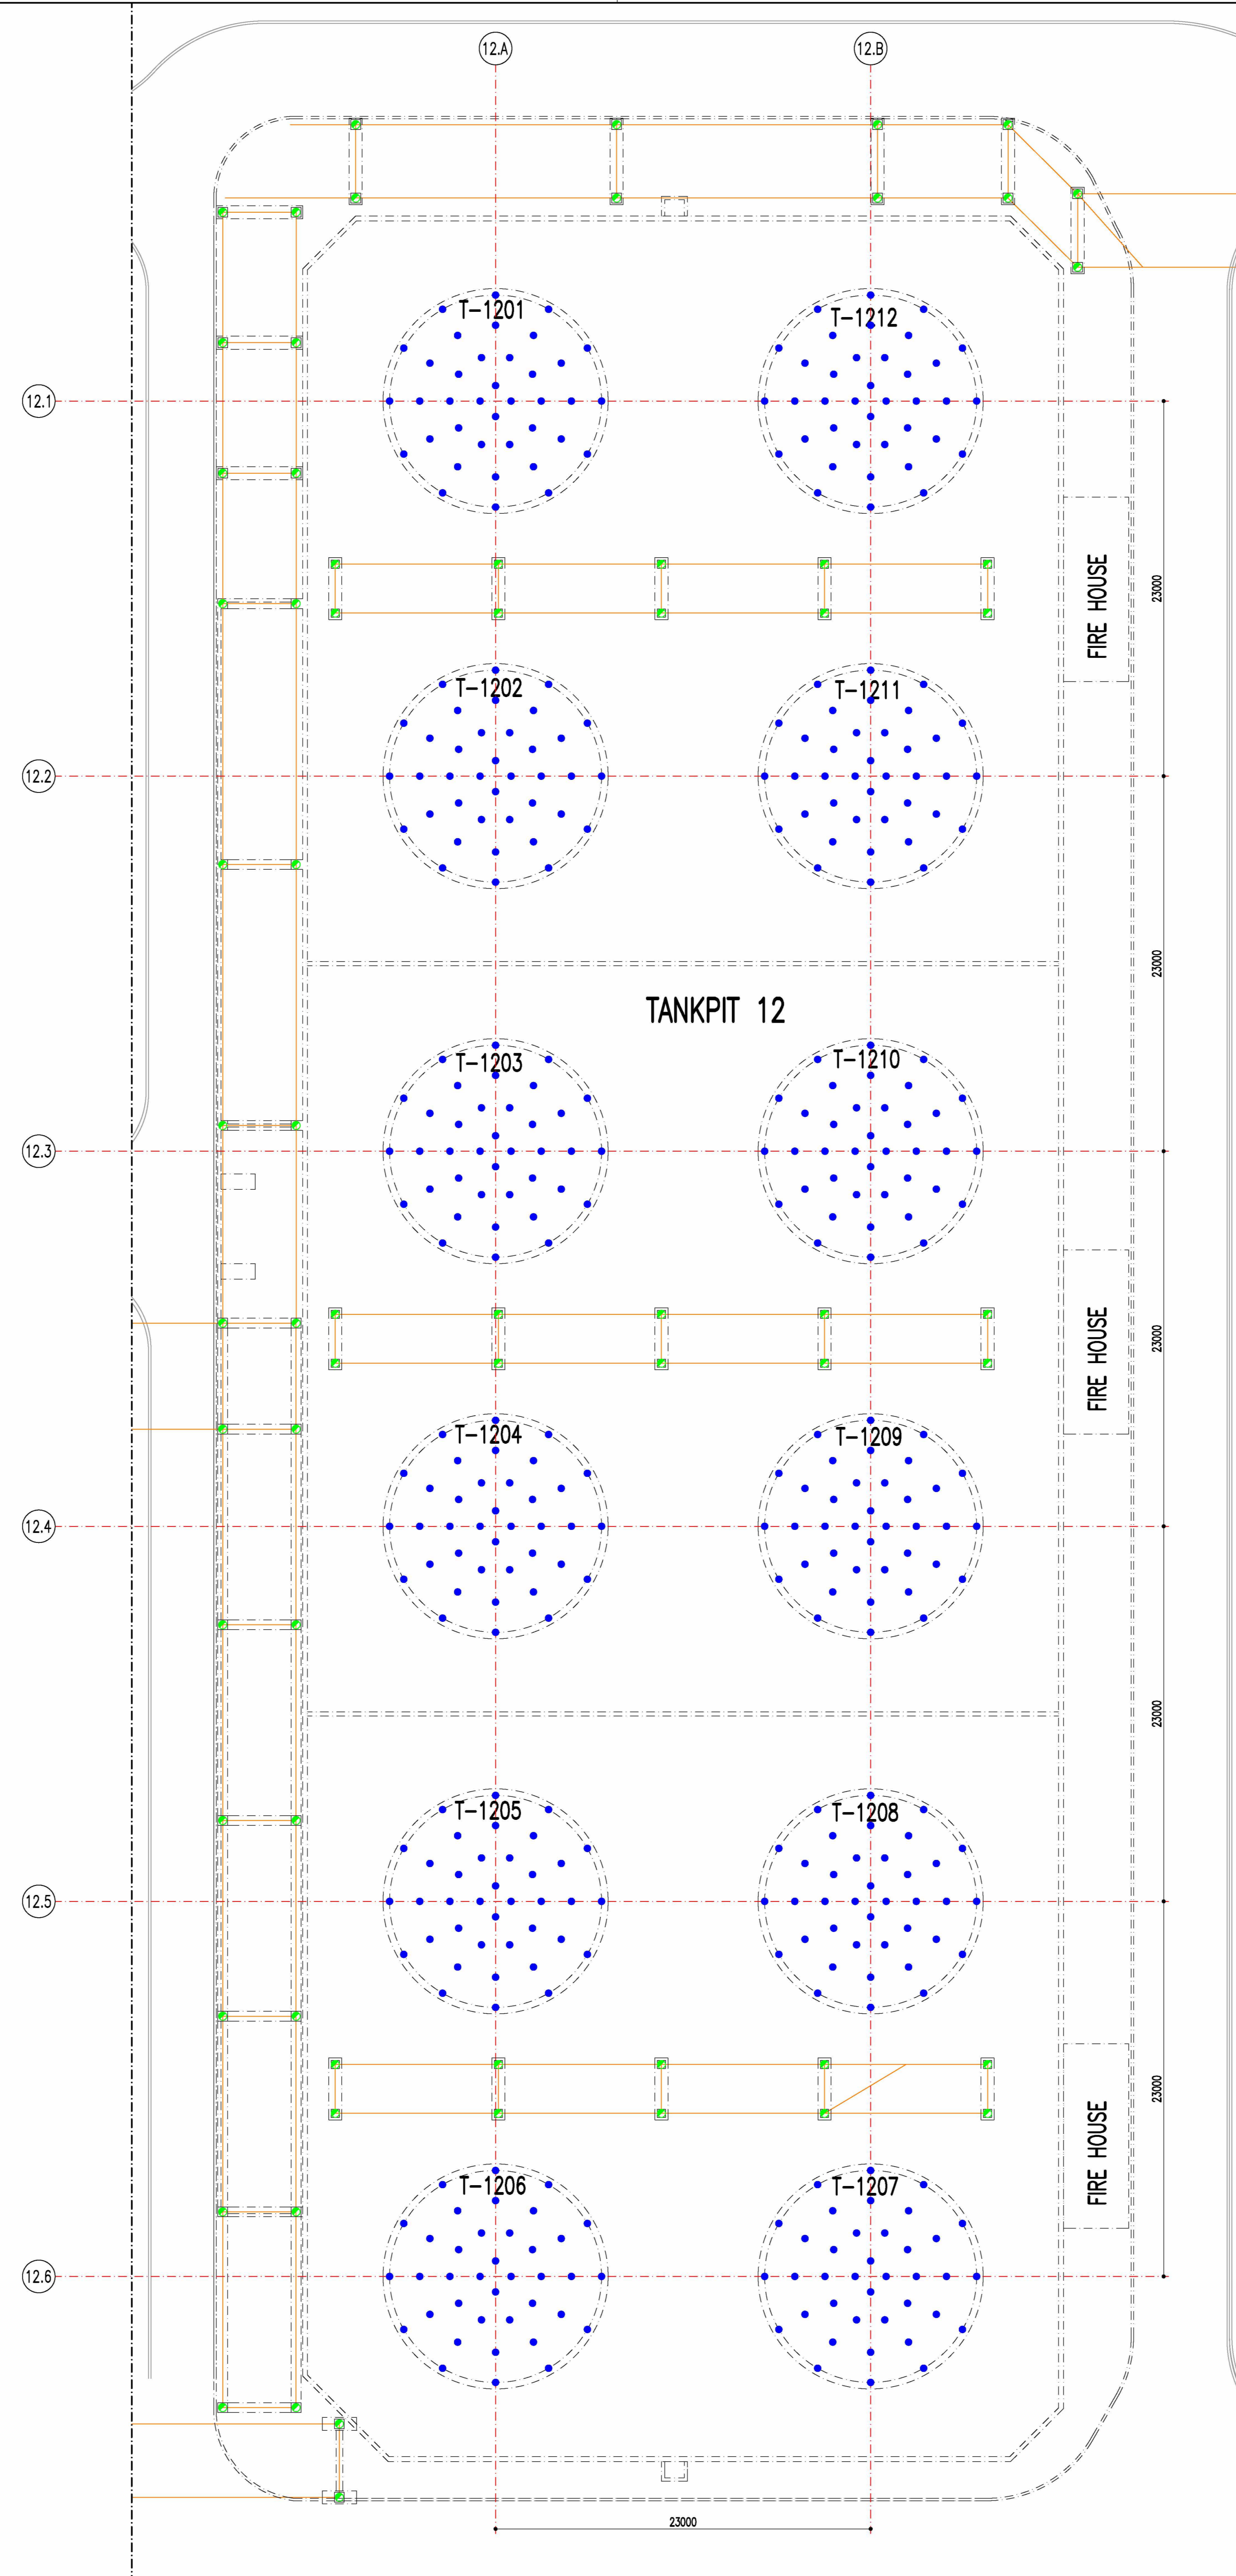 12.A
12.B
T-1201
T-1212
12.1
FIRE HOUSE
23000
T-1202
T-1211
12.2
23000
TANKPIT 12
T-1203
T-1210
12.3
FIRE HOUSE
23000
T-1204
T-1209
12.4
23000
T-1205
T-1208
12.5
FIRE HOUSE
23000
T-1206
T-1207
12.6
23000